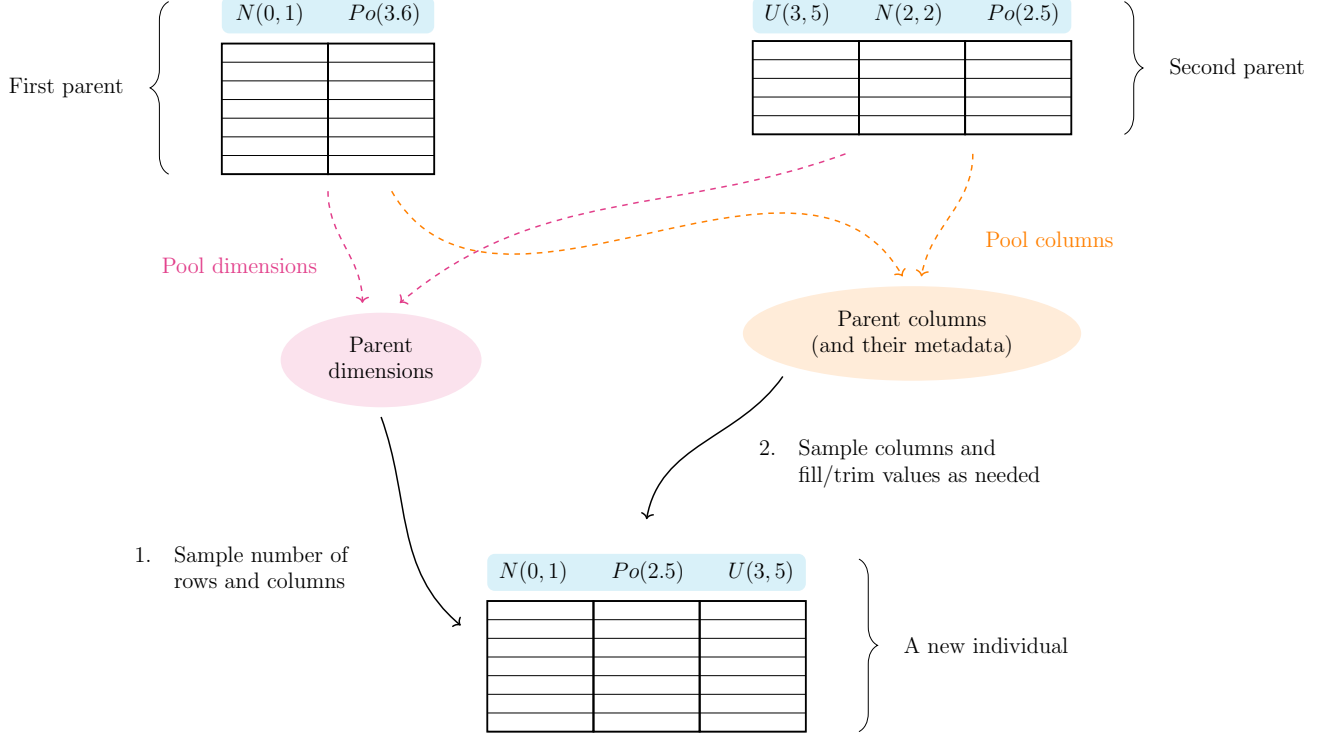 N(0, 1) Po(3.6)
U(3, 5) N(2, 2) Po(2.5)
First parent
Second parent
Pool dimensions
Pool columns
Parent
dimensions
Parent columns
(and their metadata)
2. Sample columns and
fill/trim values as needed
1. Sample number of
rows and columns
N(0, 1) Po(2.5) U(3, 5)
A new individual